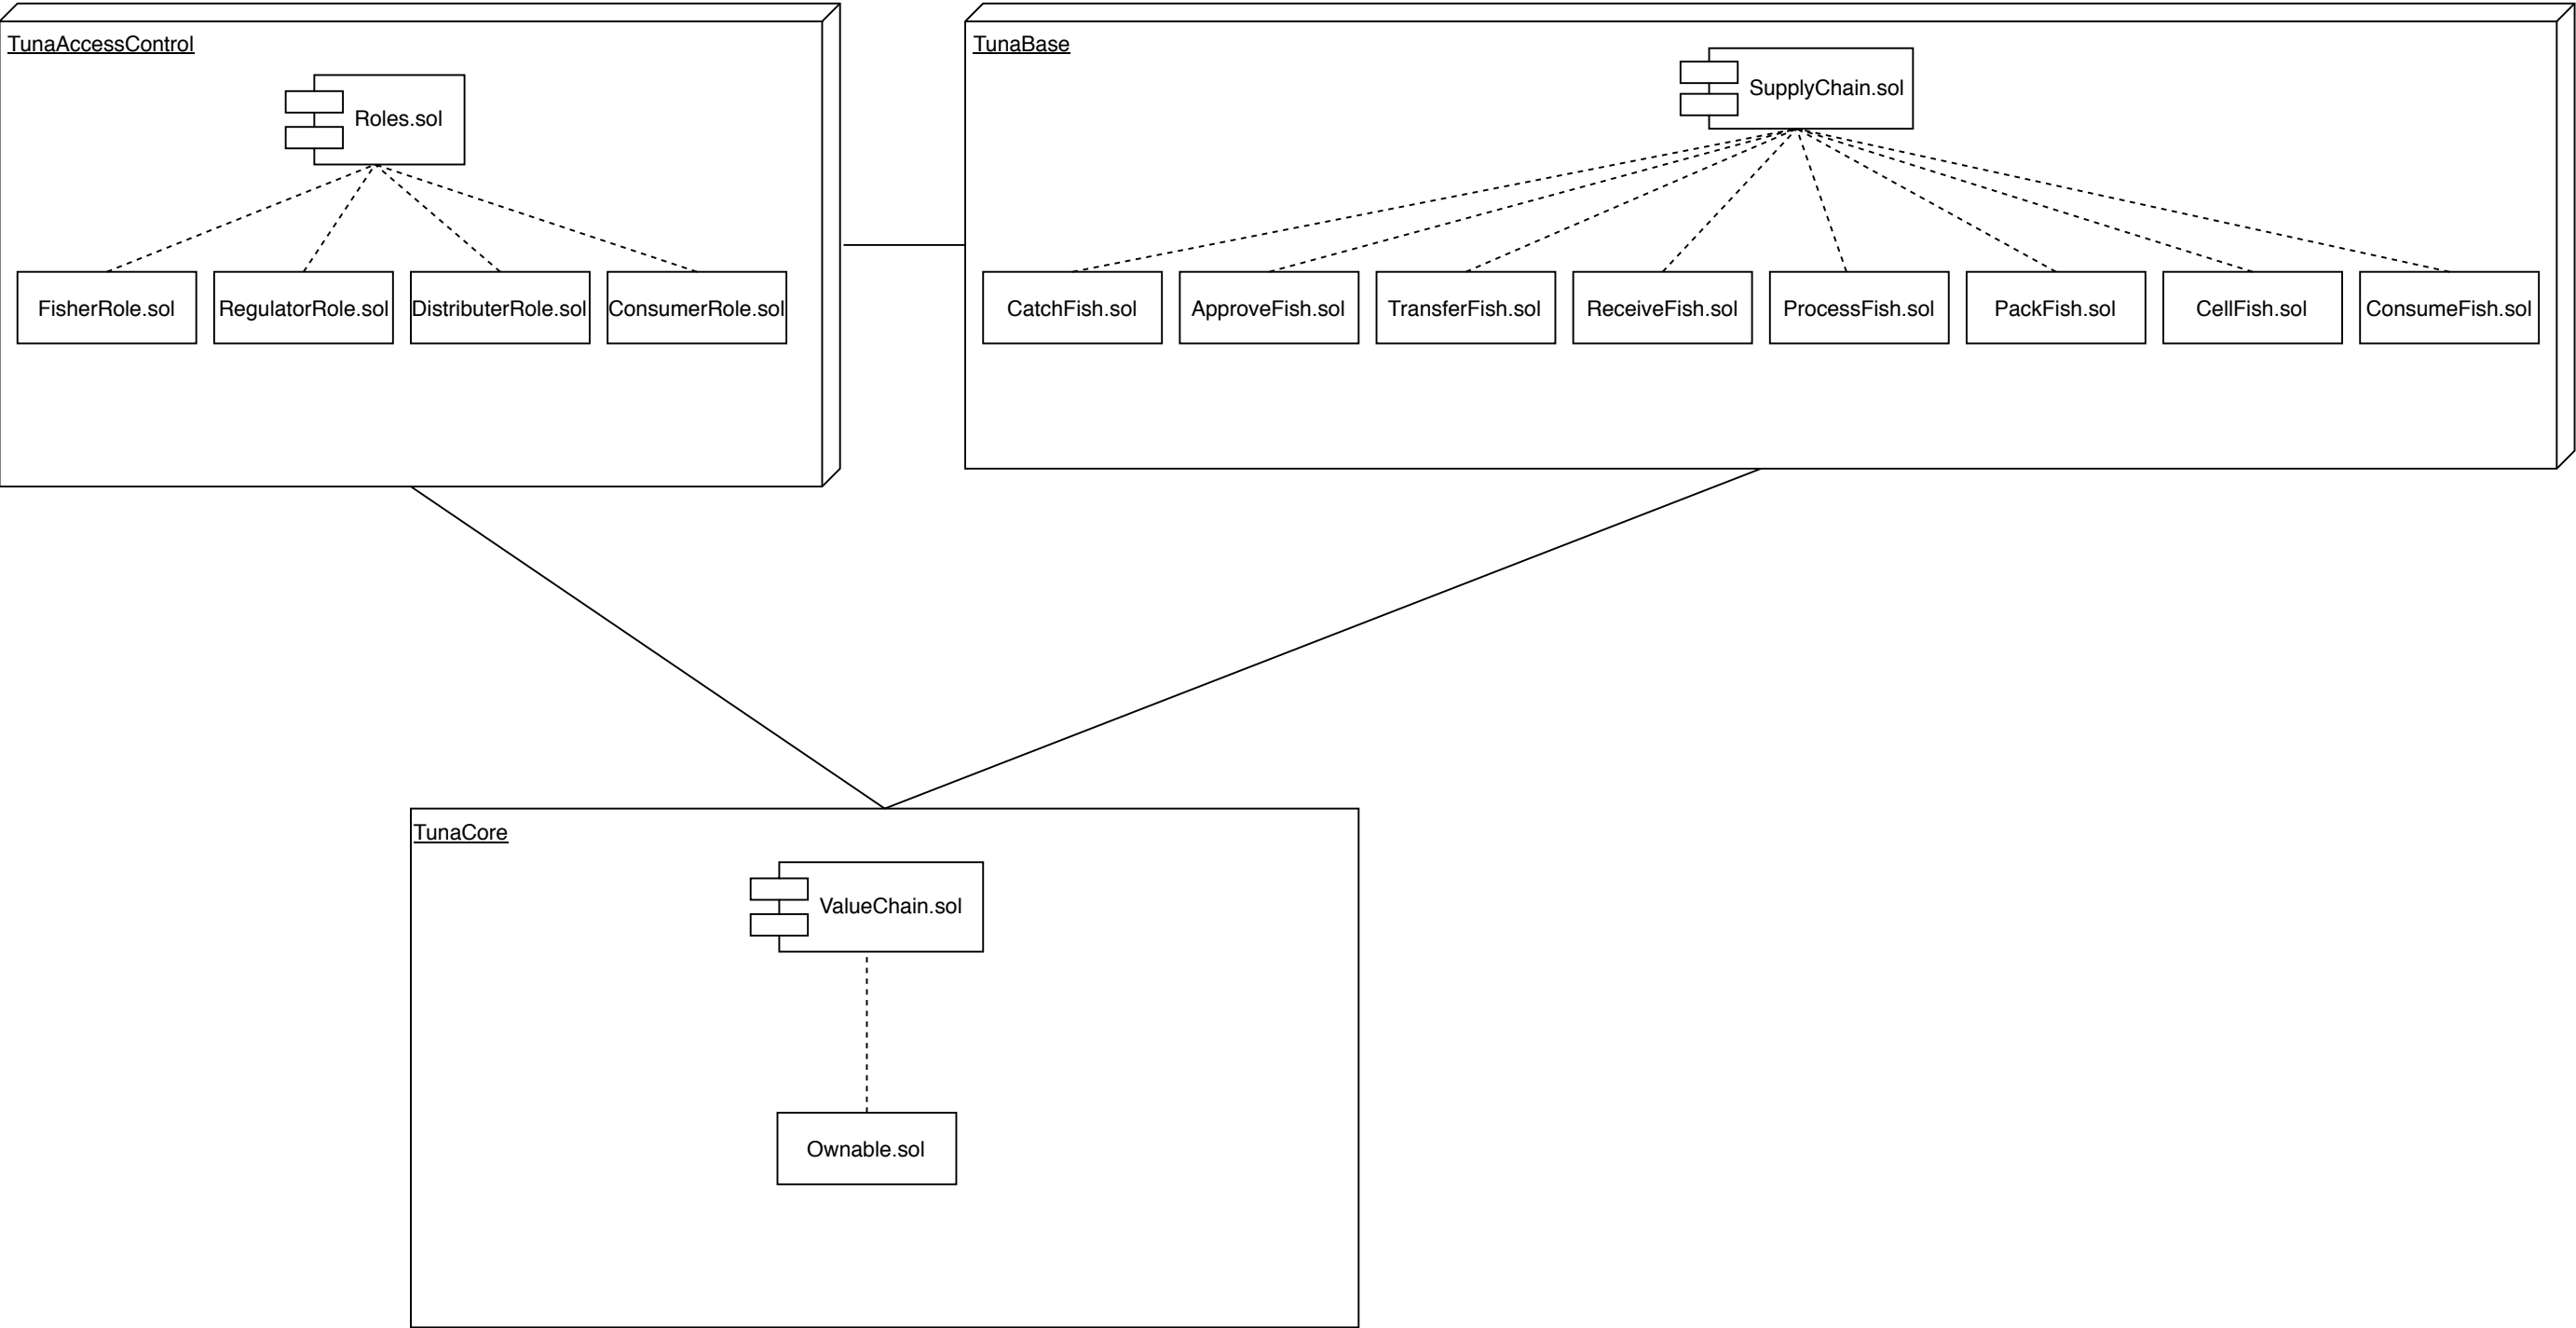 TunaAccessControl
Roles.sol
FisherRole.sol
RegulatorRole.sol
DistributerRole.sol
ConsumerRole.sol
TunaBase
SupplyChain.sol
CatchFish.sol
ApproveFish.sol
TransferFish.sol
ReceiveFish.sol
ProcessFish.sol
PackFish.sol
CellFish.sol
ConsumeFish.sol
TunaCore
ValueChain.sol
Ownable.sol